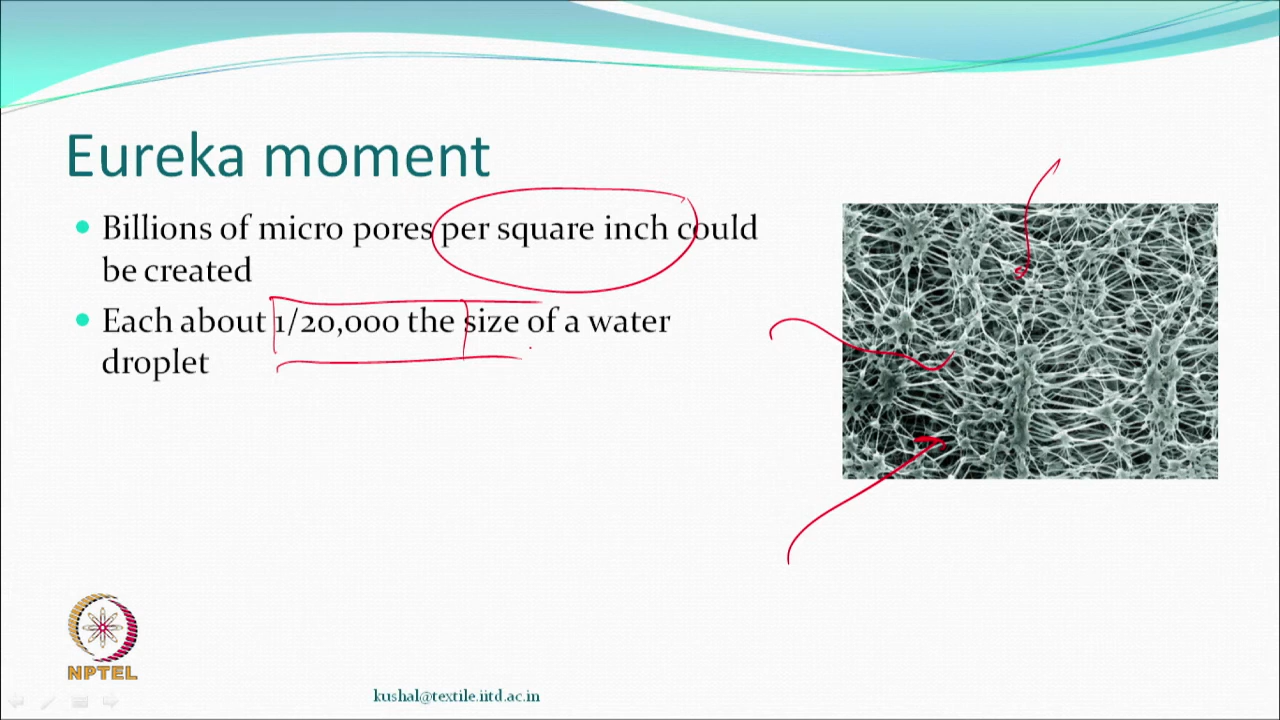 Eureka moment
Billions of micro pores per square inch could
be created
Each about 1/20,000 the size of a water
droplet
NPTEL
kushal@textile.iitd.ac.in